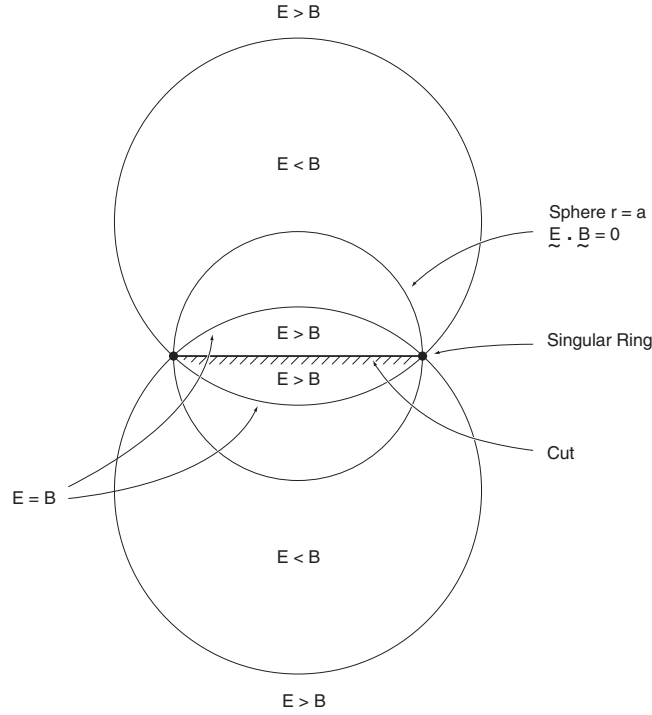 E > B
E < B
Sphere r = a
E . B = 0
E > B
Singular Ring
E > B
Cut
E = B
E < B
E > B